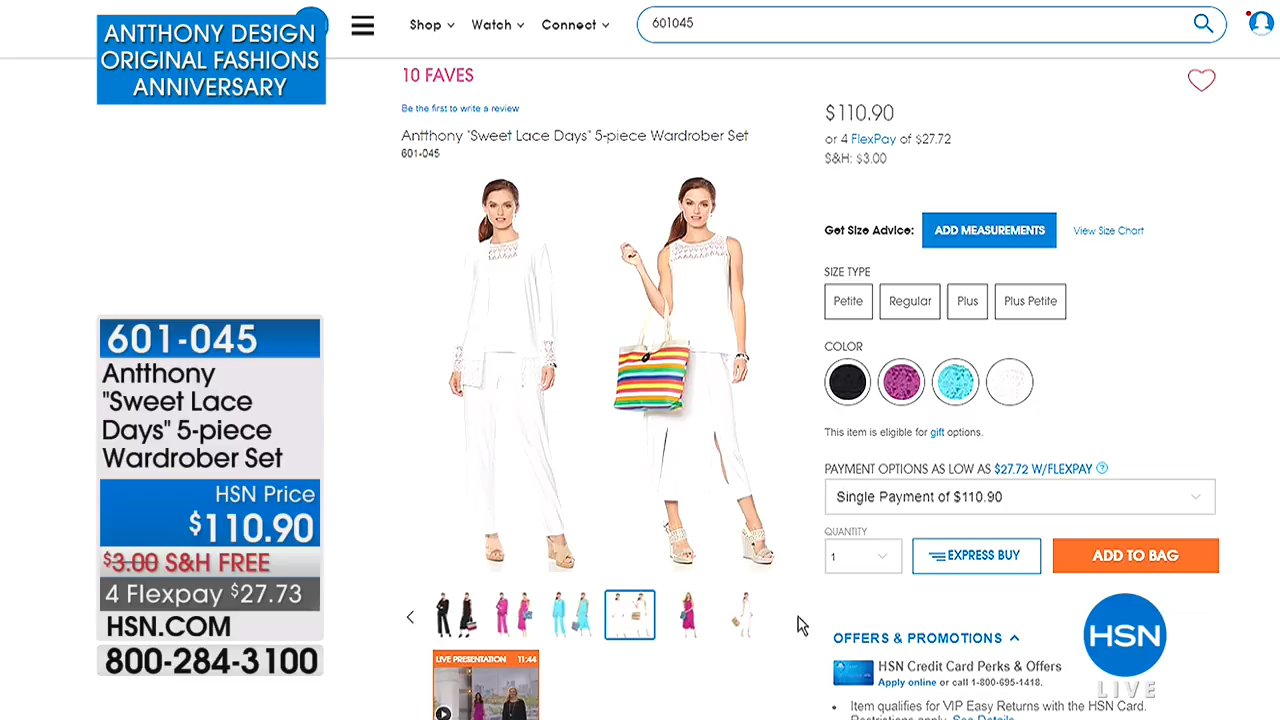 ANTTHONY DESIGN
ORIGINAL FASHIONS
ANNIVERSARY
Shop
Watch
Connect
601045
10 FAVES
Be the first to write a review
Antthony "Sweet Lace Days" 5-piece Wardrober Set
601-045
$110.90
or 4 FlexPay of $27.72
S&H: $3.00
Get Size Advice:
ADD MEASUREMENTS
View Size Chart
SIZE TYPE
Petite
Regular
Plus
Plus Petite
COLOR
This item is eligible for gift options.
PAYMENT OPTIONS AS LOW AS $27.72 W/FLEXPAY
Single Payment of $110.90
QUANTITY
1
EXPRESS BUY
ADD TO BAG
OFFERS & PROMOTIONS
HSN Credit Card Perks & Offers
Apply online or call 1-800-695-1418.
Item qualifies for VIP Easy Returns with the HSN Card.
Restrictions apply. See Details
LIVE PRESENTATION 11:44
601-045
Antthony
"Sweet Lace
Days" 5-piece
Wardrober Set
HSN Price
$110.90
$3.00 S&H FREE
4 Flexpay $27.73
HSN.COM
800-284-3100
HSN
LIVE